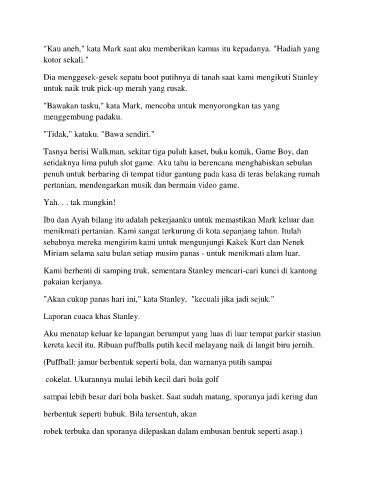 "Kau aneh," kata Mark saat aku memberikan kamus itu kepadanya. "Hadiah yang
kotor sekali."
Dia menggesek-gesek sepatu boot putihnya di tanah saat kami mengikuti Stanley
untuk naik truk pick-up merah yang rusak.
"Bawakan tasku," kata Mark, mencoba untuk menyorongkan tas yang
menggembung padaku.
"Tidak," kataku. "Bawa sendiri."
Tasnya berisi Walkman, sekitar tiga puluh kaset, buku komik, Game Boy, dan
setidaknya lima puluh slot game. Aku tahu ia berencana menghabiskan sebulan
penuh untuk berbaring di tempat tidur gantung pada kasa di teras belakang rumah
pertanian, mendengarkan musik dan bermain video game.
Yah. . . tak mungkin!
Ibu dan Ayah bilang itu adalah pekerjaanku untuk memastikan Mark keluar dan
menikmati pertanian. Kami sangat terkurung di kota sepanjang tahun. Itulah
sebabnya mereka mengirim kami untuk mengunjungi Kakek Kurt dan Nenek
Miriam selama satu bulan setiap musim panas - untuk menikmati alam luar.
Kami berhenti di samping truk, sementara Stanley mencari-cari kunci di kantong
pakaian kerjanya.
"Akan cukup panas hari ini," kata Stanley,  "kecuali jika jadi sejuk."
Laporan cuaca khas Stanley.
Aku menatap keluar ke lapangan berumput yang luas di luar tempat parkir stasiun
kereta kecil itu. Ribuan puffballs putih kecil melayang naik di langit biru jernih.
(Puffball: jamur berbentuk seperti bola, dan warnanya putih sampai
cokelat. Ukurannya mulai lebih kecil dari bola golf
sampai lebih besar dari bola basket. Saat sudah matang, sporanya jadi kering dan
berbentuk seperti bubuk. Bila tersentuh, akan
robek terbuka dan sporanya dilepaskan dalam embusan bentuk seperti asap.)